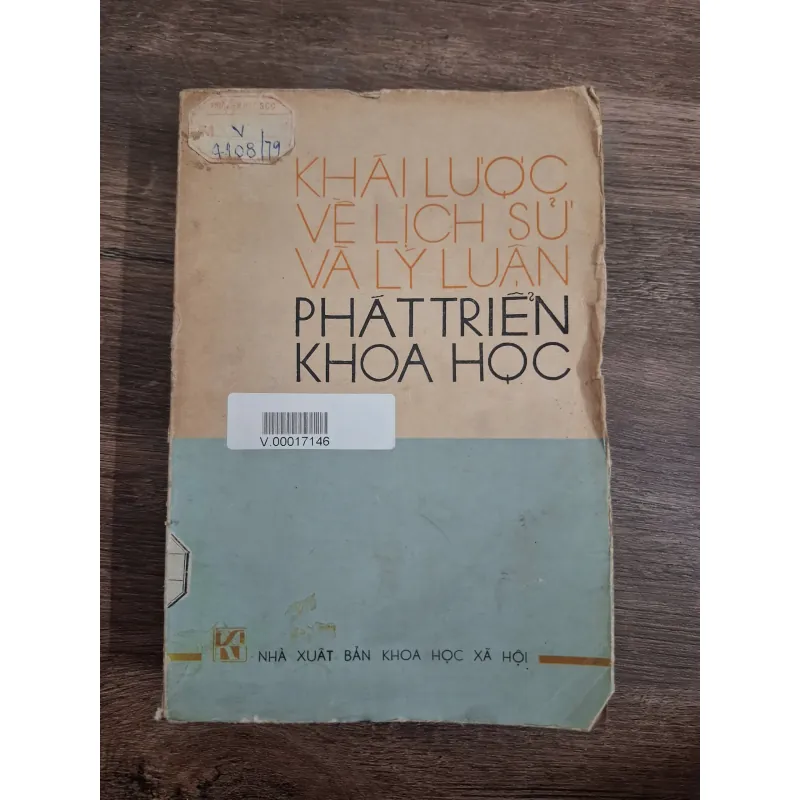 V
4108/79
KHÁI LƯỢC
VỀ LỊCH SỬ
VÀ LÝ LUẬN
PHÁT TRIỂN
KHOA HỌC
V.00017146
NHÀ XUẤT BẢN KHOA HỌC XÃ HỘI